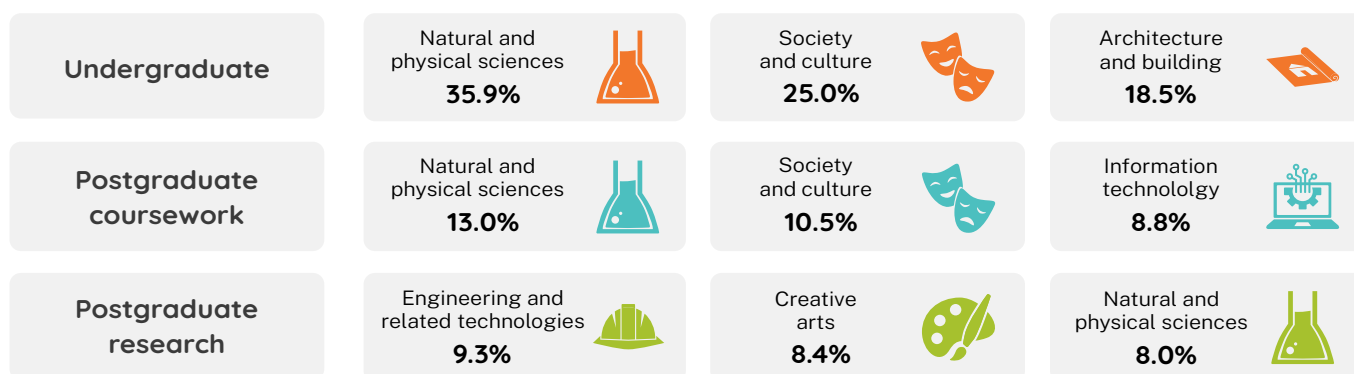 Undergraduate
Natural and
physical sciences
35.9%
Society
and culture
25.0%
Architecture
and building
18.5%
Postgraduate
coursework
Natural and
physical sciences
13.0%
Society
and culture
10.5%
Information
technololgy
8.8%
Postgraduate
research
Engineering and
related technologies
9.3%
Creative
arts
8.4%
Natural and
physical sciences
8.0%